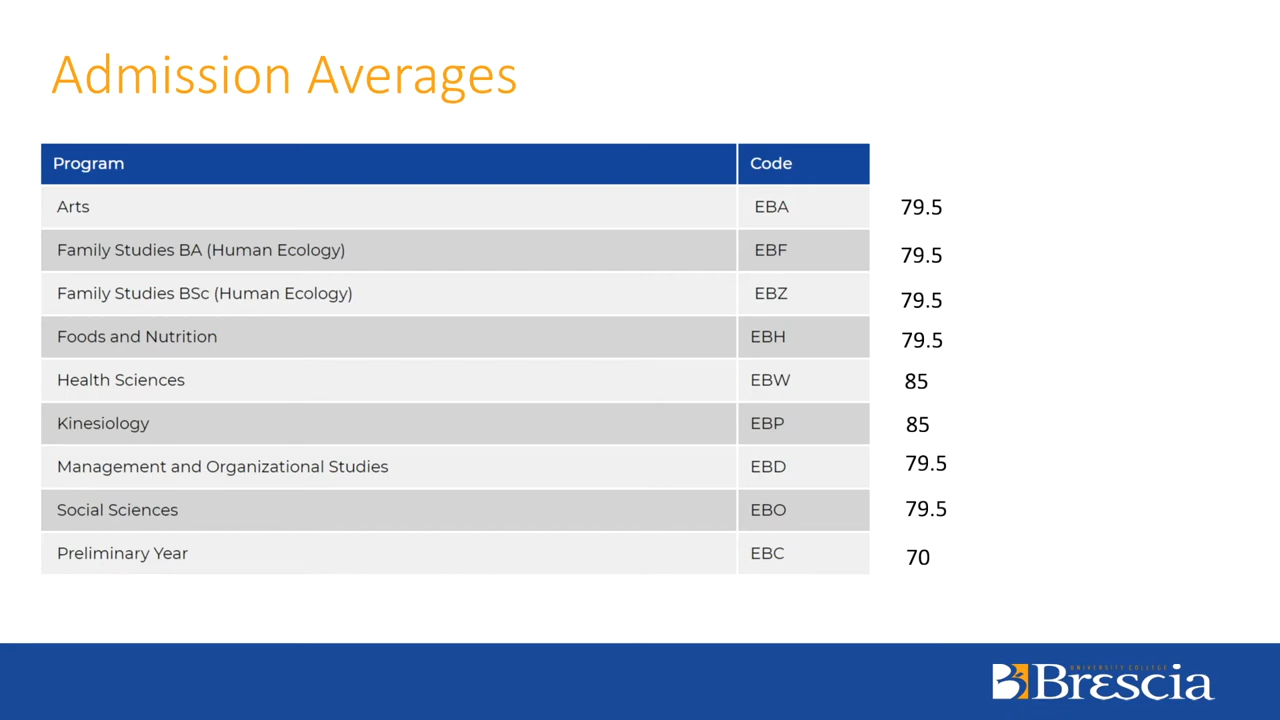 Admission Averages
Program Code
Arts EBA 79.5
Family Studies BA (Human Ecology) EBF 79.5
Family Studies BSc (Human Ecology) EBZ 79.5
Foods and Nutrition EBH 79.5
Health Sciences EBW 85
Kinesiology EBP 85
Management and Organizational Studies EBD 79.5
Social Sciences EBO 79.5
Preliminary Year EBC 70
UNIVERSITY COLLEGE
Brescia